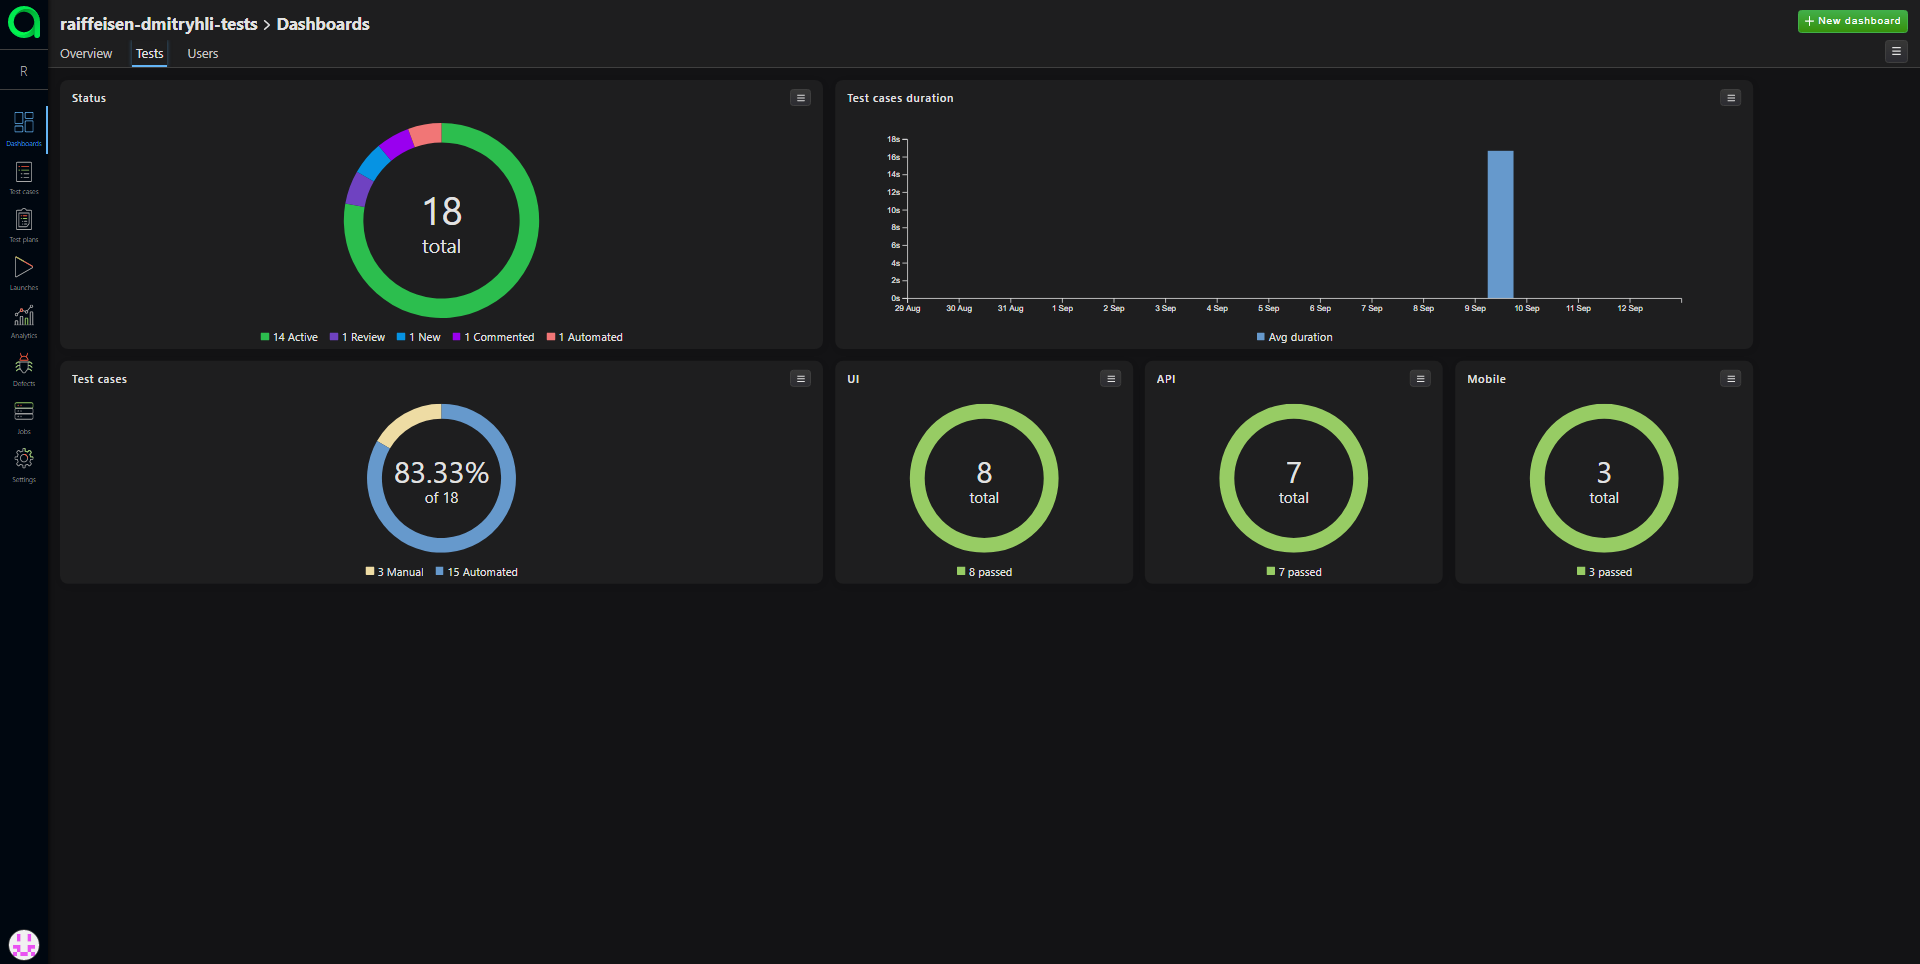 raiffeisen-dmitryhli-tests > Dashboards
+ New dashboard
Overview Tests Users
R
Dashboards
Test cases
Test plans
Launches
Analytics
Defects
Jobs
Settings
Status
18
total
14 Active 1 Review 1 New 1 Commented 1 Automated
Test cases duration
18s
16s
14s
12s
10s
8s
6s
4s
2s
0s
29 Aug 30 Aug 31 Aug 1 Sep 2 Sep 3 Sep 4 Sep 5 Sep 6 Sep 7 Sep 8 Sep 9 Sep 10 Sep 11 Sep 12 Sep
Avg duration
Test cases
83.33%
of 18
3 Manual 15 Automated
UI
8
total
8 passed
API
7
total
7 passed
Mobile
3
total
3 passed